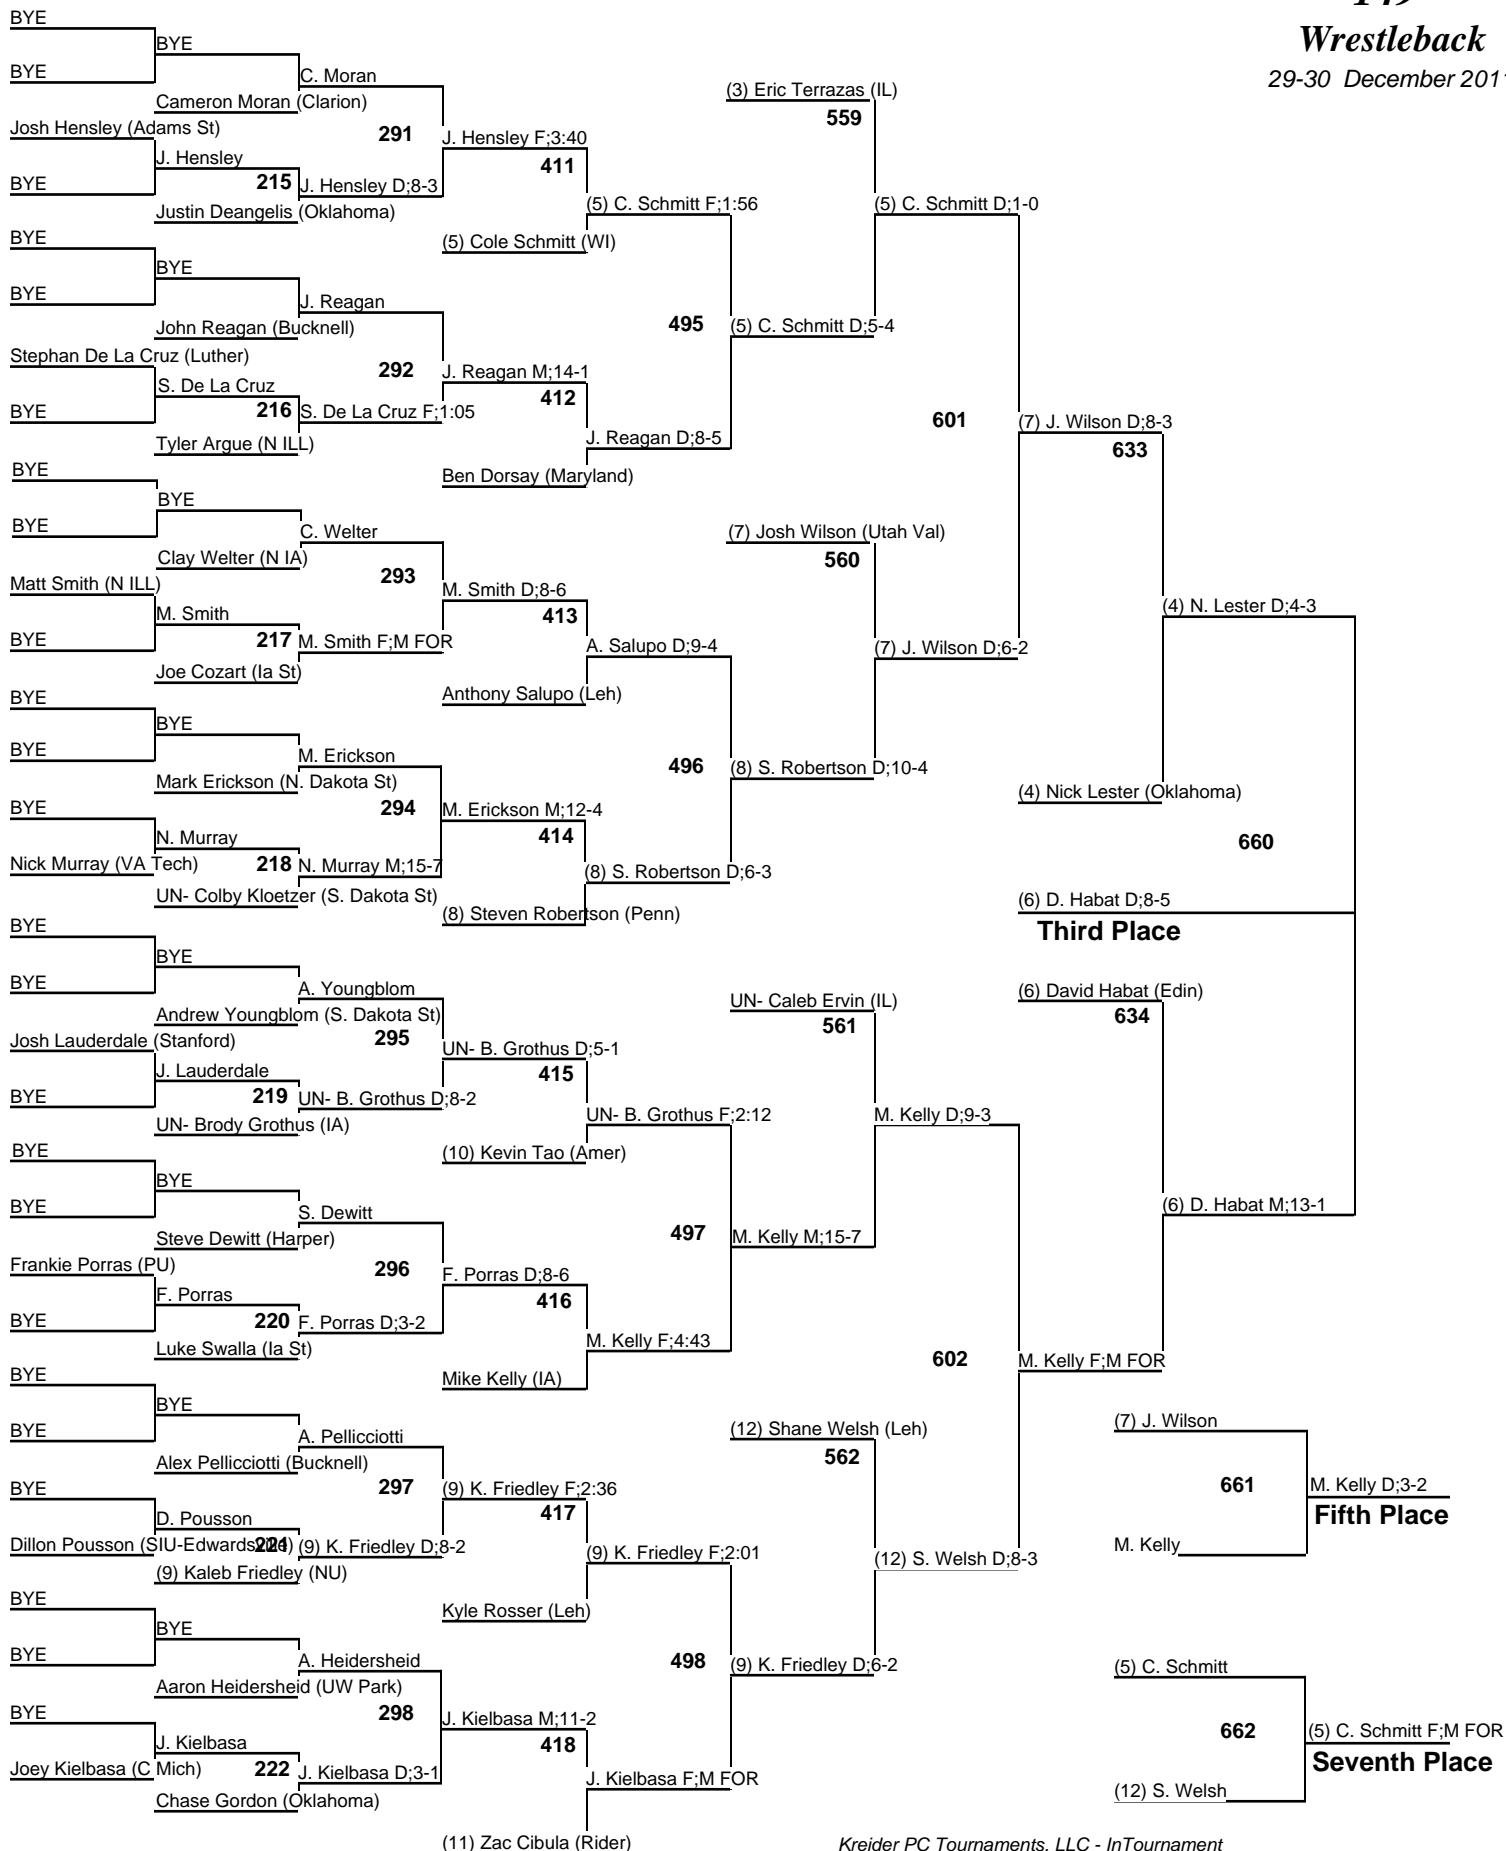 Wrestleback
29-30 December 201
BYE
BYE
BYE
C. Moran
Cameron Moran (Clarion)
Josh Hensley (Adams St)
291
J. Hensley F;3:40
J. Hensley
BYE
215
J. Hensley D;8-3
Justin Deangelis (Oklahoma)
411
(5) C. Schmitt F;1:56
(5) Cole Schmitt (WI)
(3) Eric Terrazas (IL)
559
(5) C. Schmitt D;1-0
BYE
BYE
BYE
J. Reagan
John Reagan (Bucknell)
Stephan De La Cruz (Luther)
292
J. Reagan M;14-1
S. De La Cruz
BYE
216
S. De La Cruz F;1:05
Tyler Argue (N ILL)
412
J. Reagan D;8-5
Ben Dorsay (Maryland)
495
(5) C. Schmitt D;5-4
601
(7) J. Wilson D;8-3
633
BYE
BYE
BYE
C. Welter
Clay Welter (N IA)
Matt Smith (N ILL)
293
M. Smith D;8-6
M. Smith
BYE
217
M. Smith F;M FOR
Joe Cozart (Ia St)
413
A. Salupo D;9-4
Anthony Salupo (Leh)
(7) Josh Wilson (Utah Val)
560
(7) J. Wilson D;6-2
(4) N. Lester D;4-3
BYE
BYE
BYE
M. Erickson
Mark Erickson (N. Dakota St)
BYE
294
M. Erickson M;12-4
N. Murray
Nick Murray (VA Tech)
218
N. Murray M;15-7
UN- Colby Kloetzer (S. Dakota St)
414
(8) S. Robertson D;6-3
(8) Steven Robertson (Penn)
496
(8) S. Robertson D;10-4
(4) Nick Lester (Oklahoma)
660
(6) D. Habat D;8-5
Third Place
BYE
BYE
BYE
A. Youngblom
Andrew Youngblom (S. Dakota St)
Josh Lauderdale (Stanford)
295
UN- B. Grothus D;5-1
J. Lauderdale
BYE
219
UN- B. Grothus D;8-2
UN- Brody Grothus (IA)
415
UN- B. Grothus F;2:12
(10) Kevin Tao (Amer)
UN- Caleb Ervin (IL)
561
M. Kelly D;9-3
(6) David Habat (Edin)
634
BYE
BYE
BYE
S. Dewitt
Steve Dewitt (Harper)
Frankie Porras (PU)
296
F. Porras D;8-6
F. Porras
BYE
220
F. Porras D;3-2
Luke Swalla (Ia St)
416
M. Kelly F;4:43
Mike Kelly (IA)
497
M. Kelly M;15-7
(6) D. Habat M;13-1
602
M. Kelly F;M FOR
BYE
BYE
BYE
A. Pellicciotti
Alex Pellicciotti (Bucknell)
BYE
297
(9) K. Friedley F;2:36
D. Pousson
Dillon Pousson (SIU-Edwardsville)
221
(9) K. Friedley D;8-2
(9) Kaleb Friedley (NU)
417
(9) K. Friedley F;2:01
Kyle Rosser (Leh)
(12) Shane Welsh (Leh)
562
(12) S. Welsh D;8-3
(7) J. Wilson
661
M. Kelly D;3-2
Fifth Place
M. Kelly
BYE
BYE
BYE
A. Heidersheid
Aaron Heidersheid (UW Park)
BYE
298
J. Kielbasa M;11-2
J. Kielbasa
Joey Kielbasa (C Mich)
222
J. Kielbasa D;3-1
Chase Gordon (Oklahoma)
418
J. Kielbasa F;M FOR
(11) Zac Cibula (Rider)
498
(9) K. Friedley D;6-2
(5) C. Schmitt
662
(5) C. Schmitt F;M FOR
Seventh Place
(12) S. Welsh
Kreider PC Tournaments, LLC - InTournament